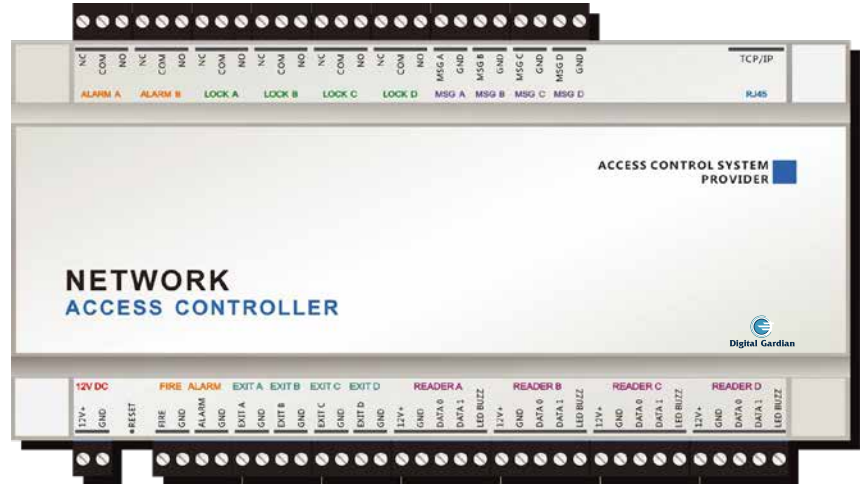 NC COM NO NC COM NO NC COM NO NC COM NO NC COM NO NC COM NO MSG A GND MSG B GND MSG C GND MSG D GND TCP/IP
ALARM A ALARM B LOCK A LOCK B LOCK C LOCK D MSG A MSG B MSG C MSG D RJ45
ACCESS CONTROL SYSTEM
PROVIDER
NETWORK
ACCESS CONTROLLER
Digital Gardian
12V DC FIRE ALARM EXIT A EXIT B EXIT C EXIT D READER A READER B READER C READER D
12V+ GND •RESET FIRE GND ALARM GND EXIT A GND EXIT B GND EXIT C GND EXIT D GND 12V+ GND DATA 0 DATA 1 LED BUZZ 12V+ GND DATA 0 DATA 1 LED BUZZ 12V+ GND DATA 0 DATA 1 LED BUZZ 12V+ GND DATA 0 DATA 1 LED BUZZ